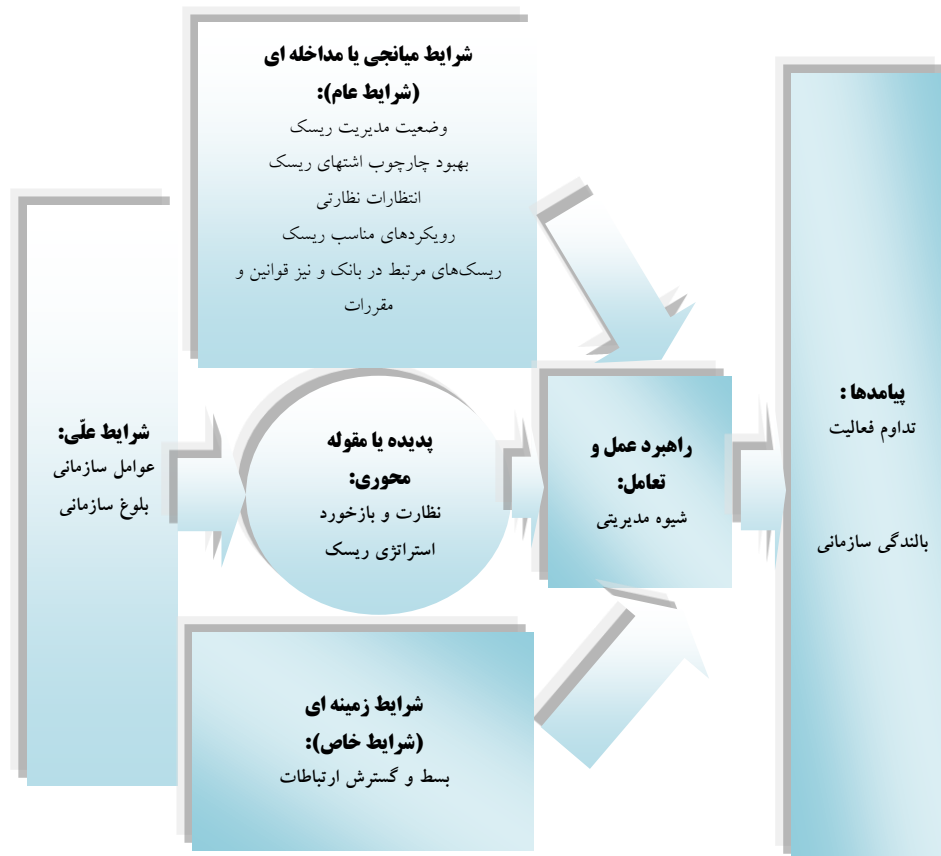 شرایط میانجی یا مداخله ای
(شرایط عام):
وضعیت مدیریت ریسک
بهبود چارچوب اشتهای ریسک
انتظارات نظارتی
رویکردهای مناسب ریسک
ریسک‌های مرتبط در بانک و نیز قوانین و
مقررات
شرایط علّی:
عوامل سازمانی
بلوغ سازمانی
پدیده یا مقوله
محوری:
نظارت و بازخورد
استراتژی ریسک
راهبرد عمل و
تعامل:
شیوه مدیریتی
پیامدها :
تداوم فعالیت
بالندگی سازمانی
شرایط زمینه ای
(شرایط خاص):
بسط و گسترش ارتباطات